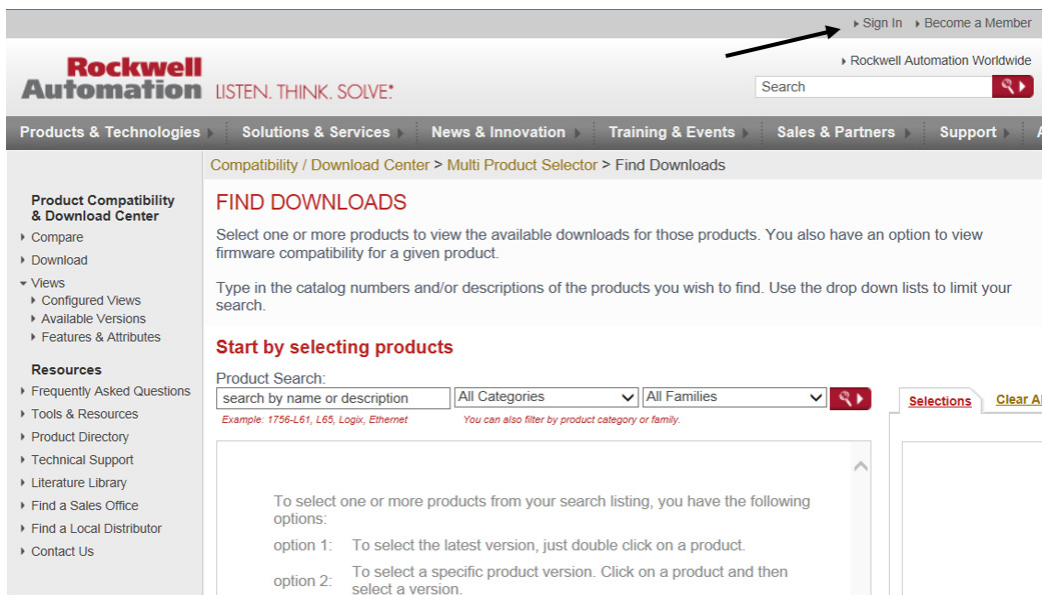 Sign In Become a Member
Rockwell
Automation
LISTEN. THINK. SOLVE.®
Rockwell Automation Worldwide
Search
Products & Technologies Solutions & Services News & Innovation Training & Events Sales & Partners Support A
Compatibility / Download Center > Multi Product Selector > Find Downloads
Product Compatibility
& Download Center
Compare
Download
Views
Configured Views
Available Versions
Features & Attributes
Resources
Frequently Asked Questions
Tools & Resources
Product Directory
Technical Support
Literature Library
Find a Sales Office
Find a Local Distributor
Contact Us
FIND DOWNLOADS
Select one or more products to view the available downloads for those products. You also have an option to view
firmware compatibility for a given product.
Type in the catalog numbers and/or descriptions of the products you wish to find. Use the drop down lists to limit your
search.
Start by selecting products
Product Search:
search by name or description All Categories All Families
Example: 1756-L61, L65, Logix, Ethernet You can also filter by product category or family.
To select one or more products from your search listing, you have the following
options:
option 1: To select the latest version, just double click on a product.
option 2: To select a specific product version. Click on a product and then
select a version.
Selections Clear Al